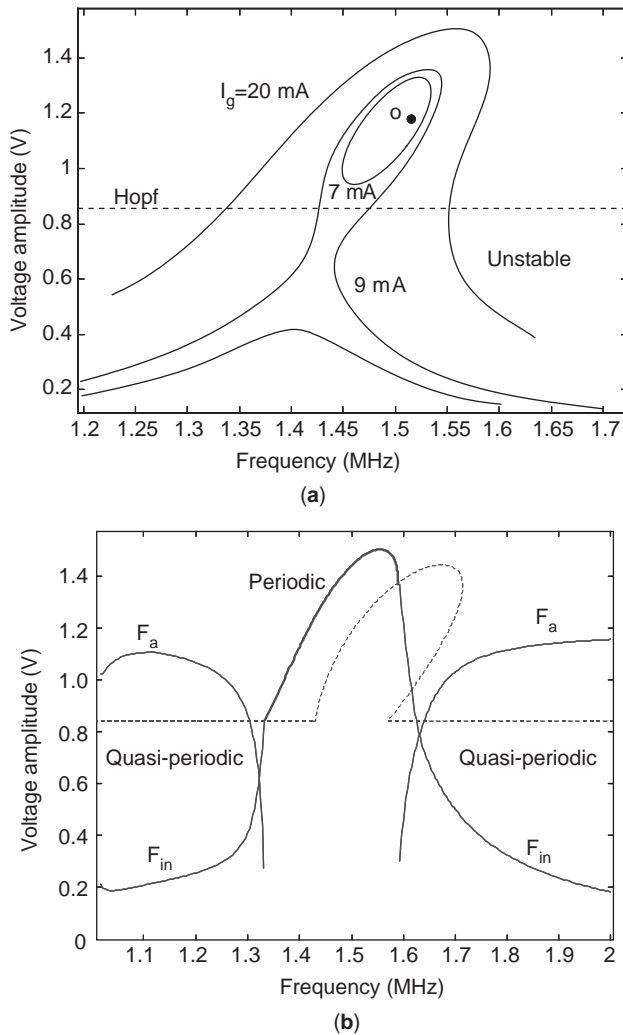 1.4
I_g=20 mA
1.2
o
1
7 mA
Hopf
0.8
Unstable
9 mA
0.6
0.4
0.2
Voltage amplitude (V)
1.2 1.25 1.3 1.35 1.4 1.45 1.5 1.55 1.6 1.65 1.7
Frequency (MHz)
(a)
1.4
Periodic
F_a
F_a
1.2
1.0
0.8
Quasi-periodic
Quasi-periodic
0.6
0.4
F_in
F_in
0.2
0
Voltage amplitude (V)
1.1 1.2 1.3 1.4 1.5 1.6 1.7 1.8 1.9 2
Frequency (MHz)
(b)